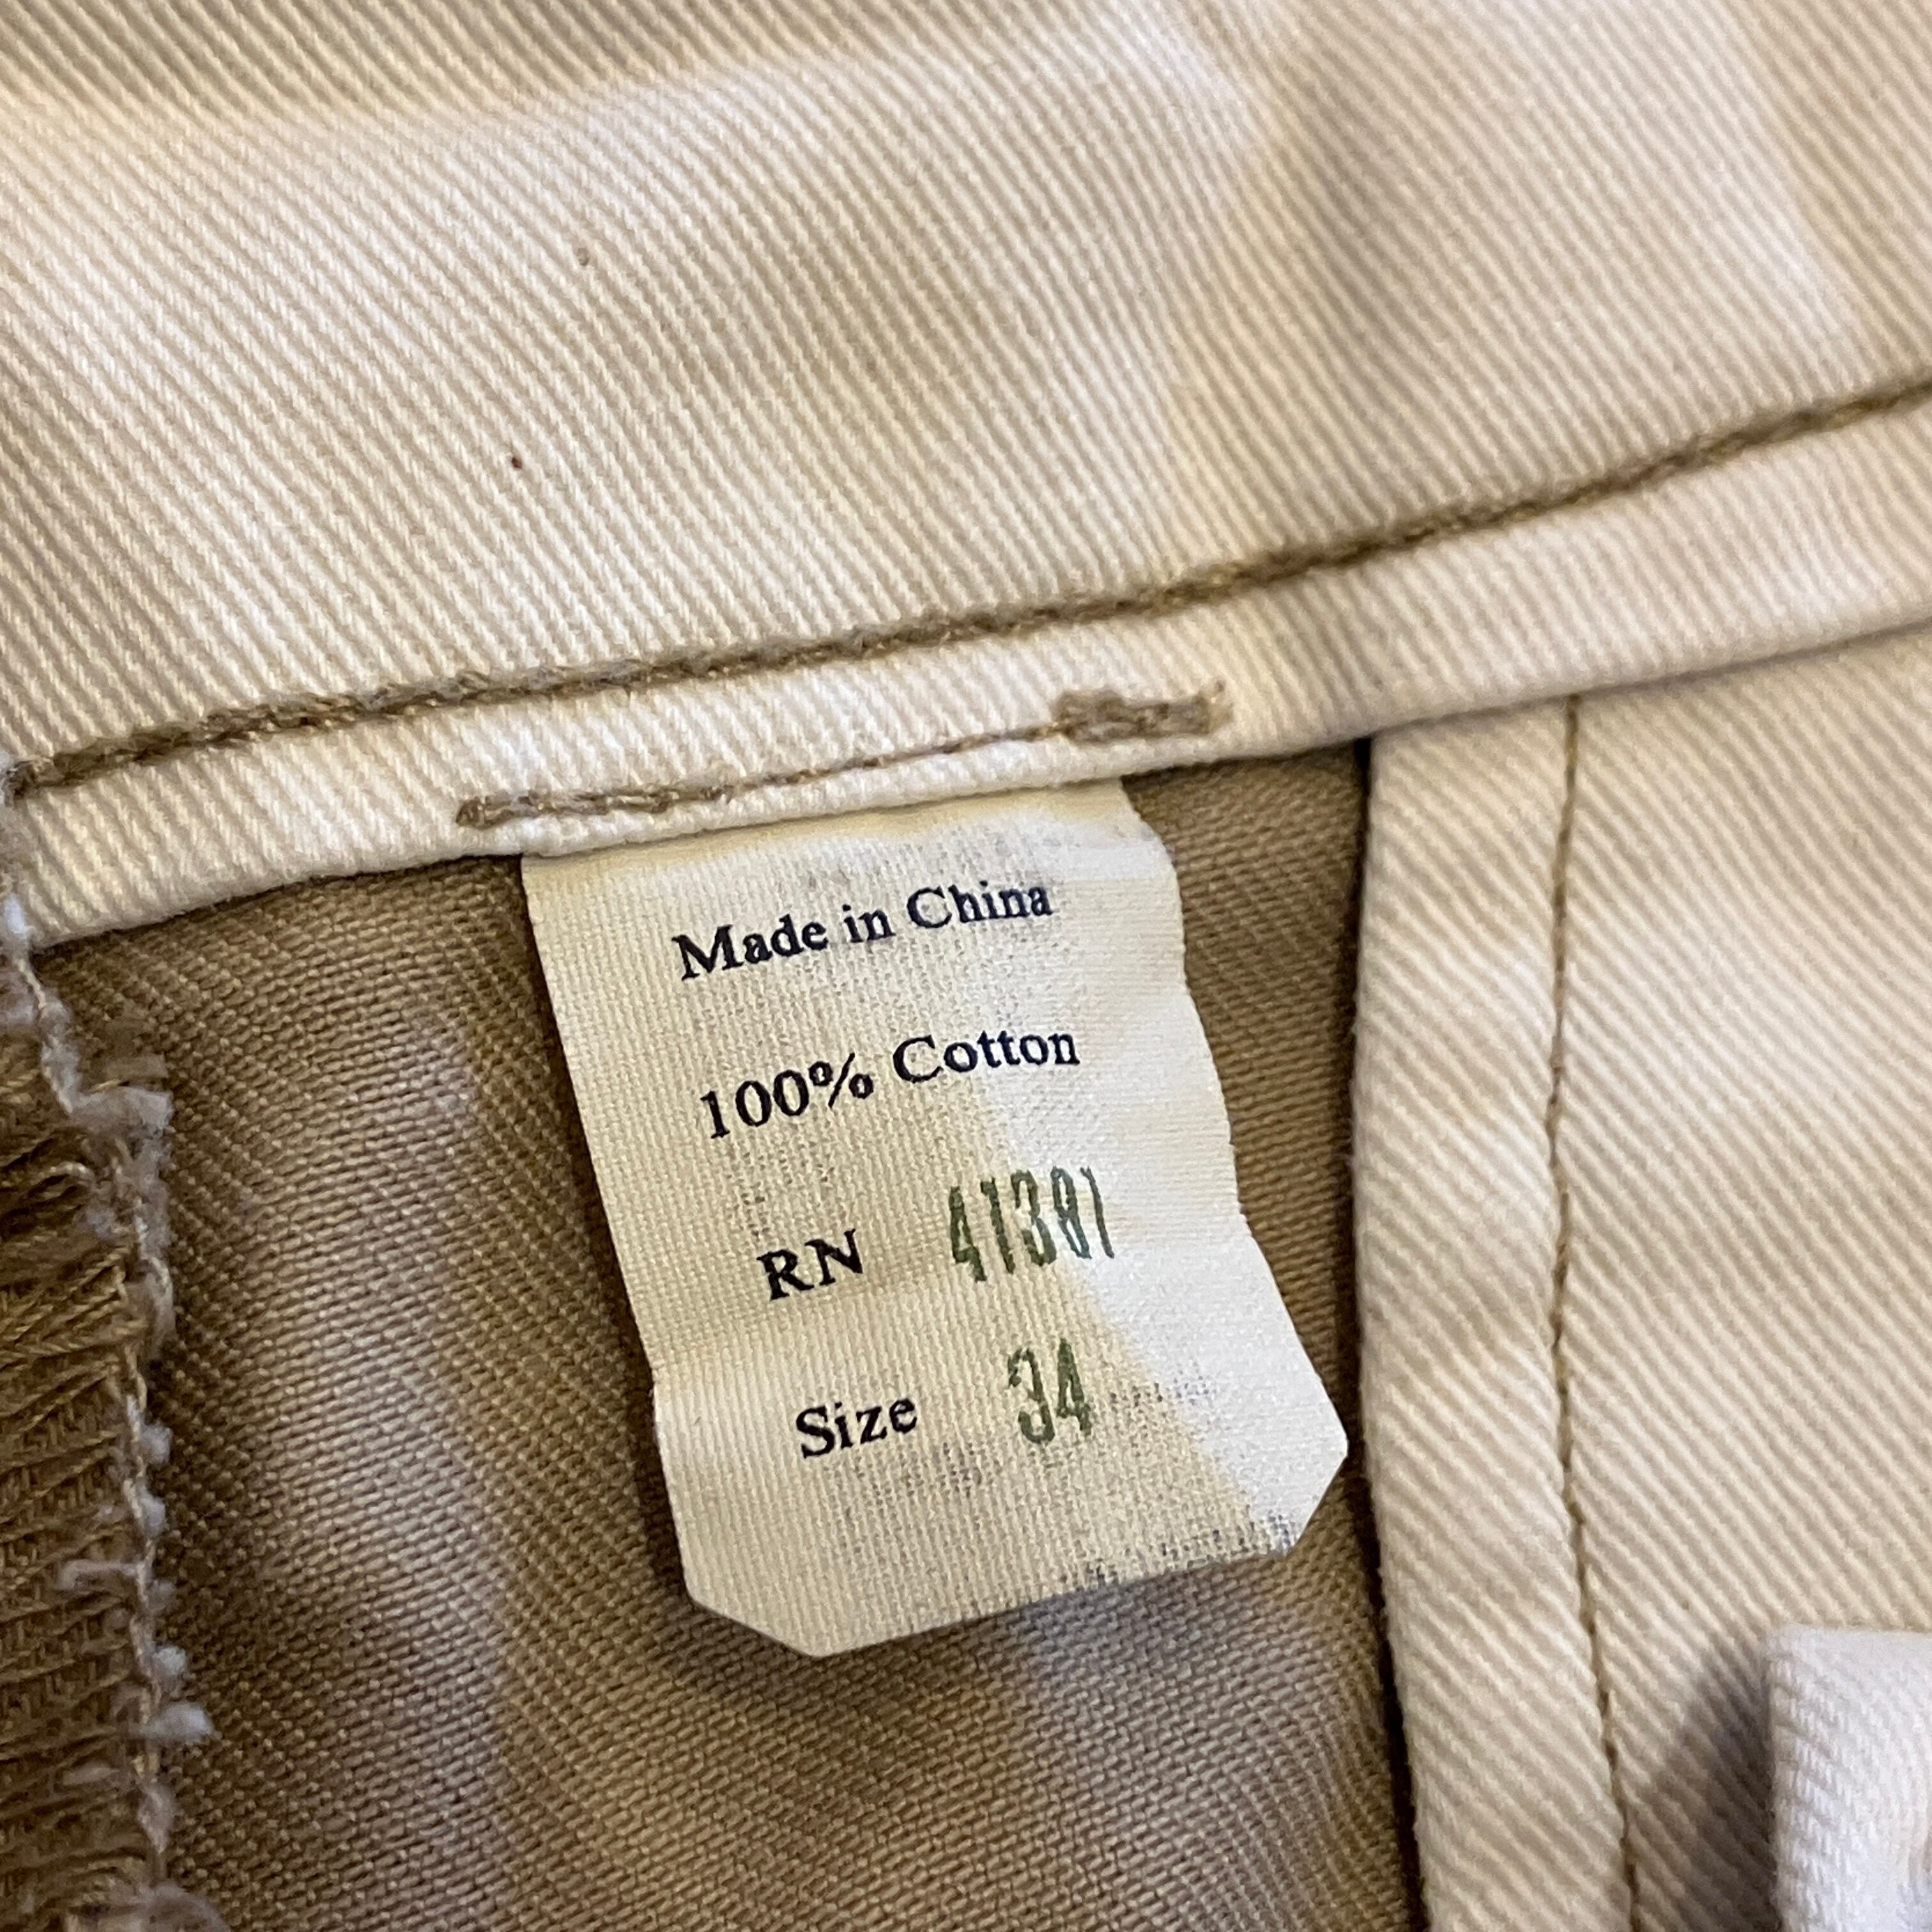 Made in China
100% Cotton
RN 41381
Size 34